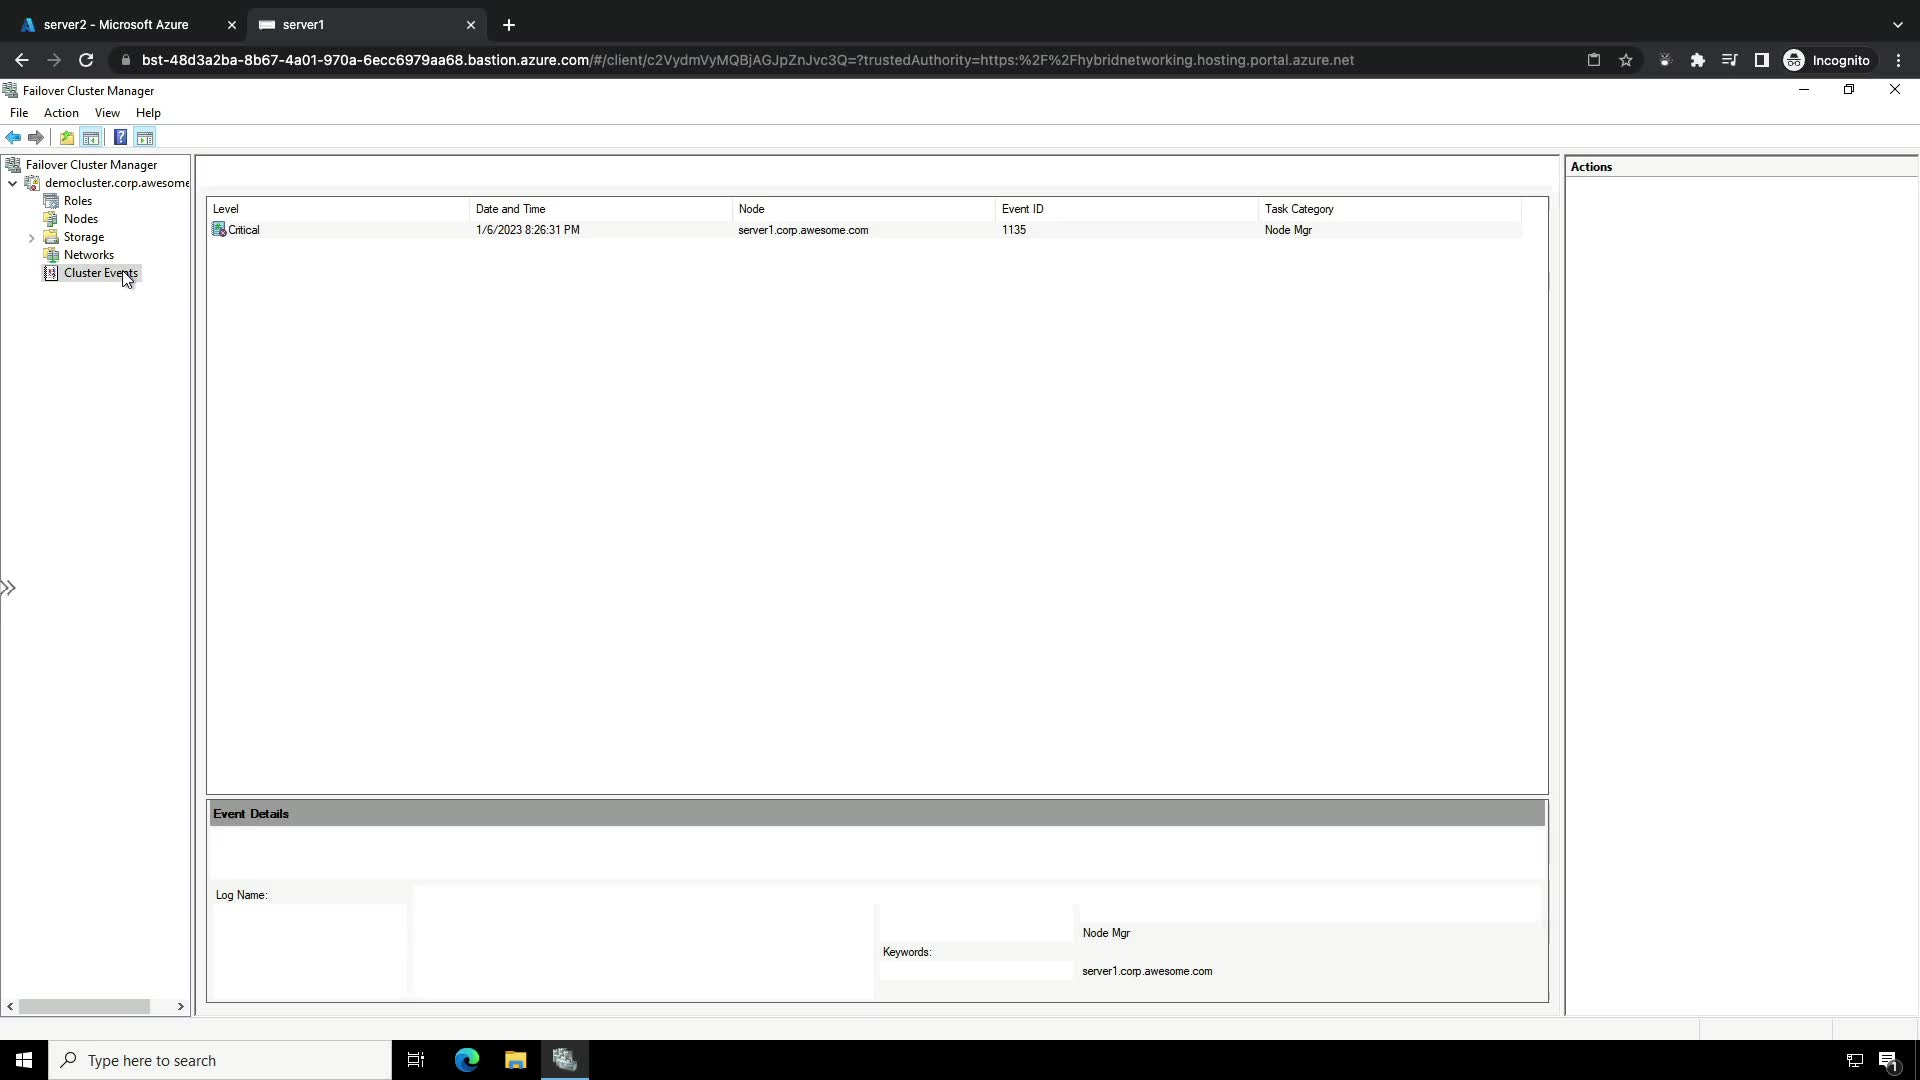 server2 - Microsoft Azure
server1
bst-48d3a2ba-8b67-4a01-970a-6ecc6979aa68.bastion.azure.com/#/client/c2VydmVyMQBjAGJpZnJvc3Q=?trustedAuthority=https:%2F%2Fhybridnetworking.hosting.portal.azure.net
Incognito
Failover Cluster Manager
File Action View Help
Failover Cluster Manager
democluster.corp.awesome
Roles
Nodes
Storage
Networks
Cluster Events
Level Date and Time Node Event ID Task Category
Critical 1/6/2023 8:26:31 PM server1.corp.awesome.com 1135 Node Mgr
Event Details
Log Name:
Node Mgr
Keywords:
server1.corp.awesome.com
Actions
Type here to search
1